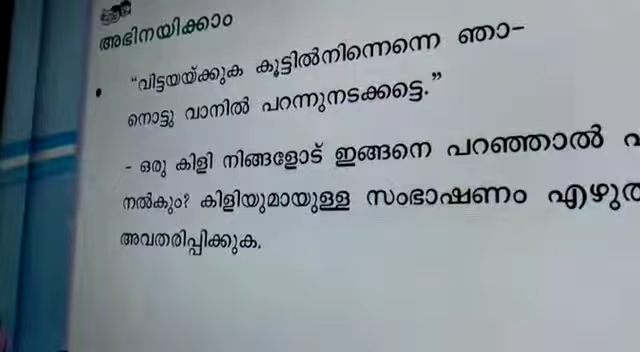 അഭിനയിക്കാം
• “വിട്ടയയ്ക്കുക കൂട്ടിൽനിന്നെന്നെ ഞാ-
നൊട്ടു വാനിൽ പറന്നുനടക്കട്ടെ.”
- ഒരു കിളി നിങ്ങളോട് ഇങ്ങനെ പറഞ്ഞാൽ
നൽകും? കിളിയുമായുള്ള സംഭാഷണം
അവതരിപ്പിക്കുക.